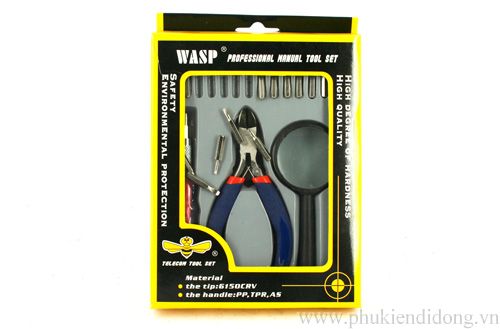 WASP ®
PROFESSIONAL MANUAL TOOL SET
SAFETY
ENVIRONMENTAL PROTECTION
HIGH DEGREE OF HARDNESS
HIGH QUALITY
TELECOM TOOL SET
Material
the tip:6150CRV
the handle:PP,TPR,AS
www.phukiendidong.vn